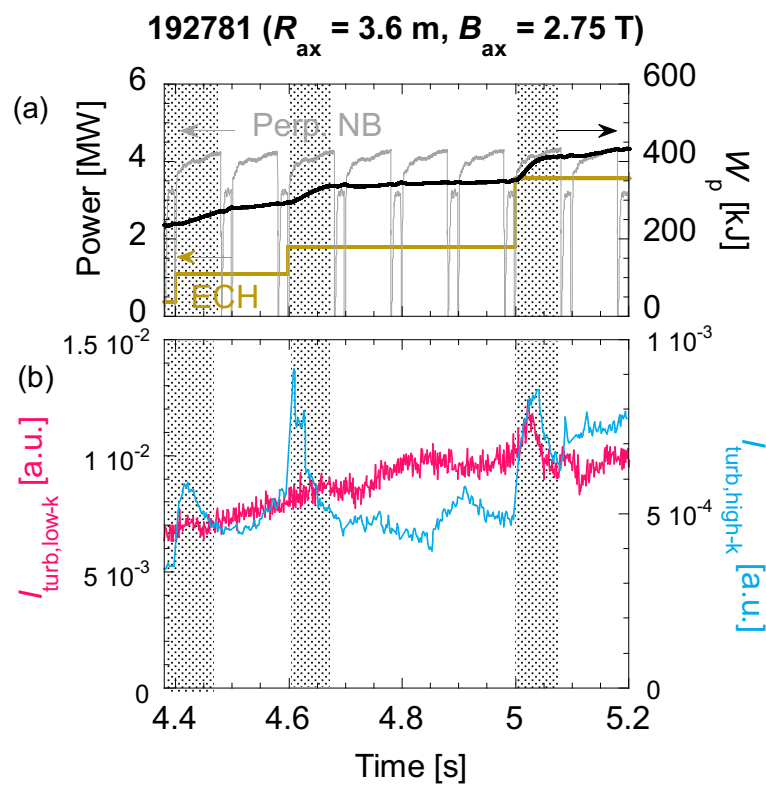 192781 (Rax = 3.6 m, Bax = 2.75 T)
(a)
Power [MW]
6
4
2
0
Perp. NB
ECH
600
400
200
0
Wp [kJ]
(b)
Iturb,low-k [a.u.]
1.5 10-2
1 10-2
5 10-3
0
1 10-3
5 10-4
0
Iturb,high-k [a.u.]
4.4 4.6 4.8 5 5.2
Time [s]